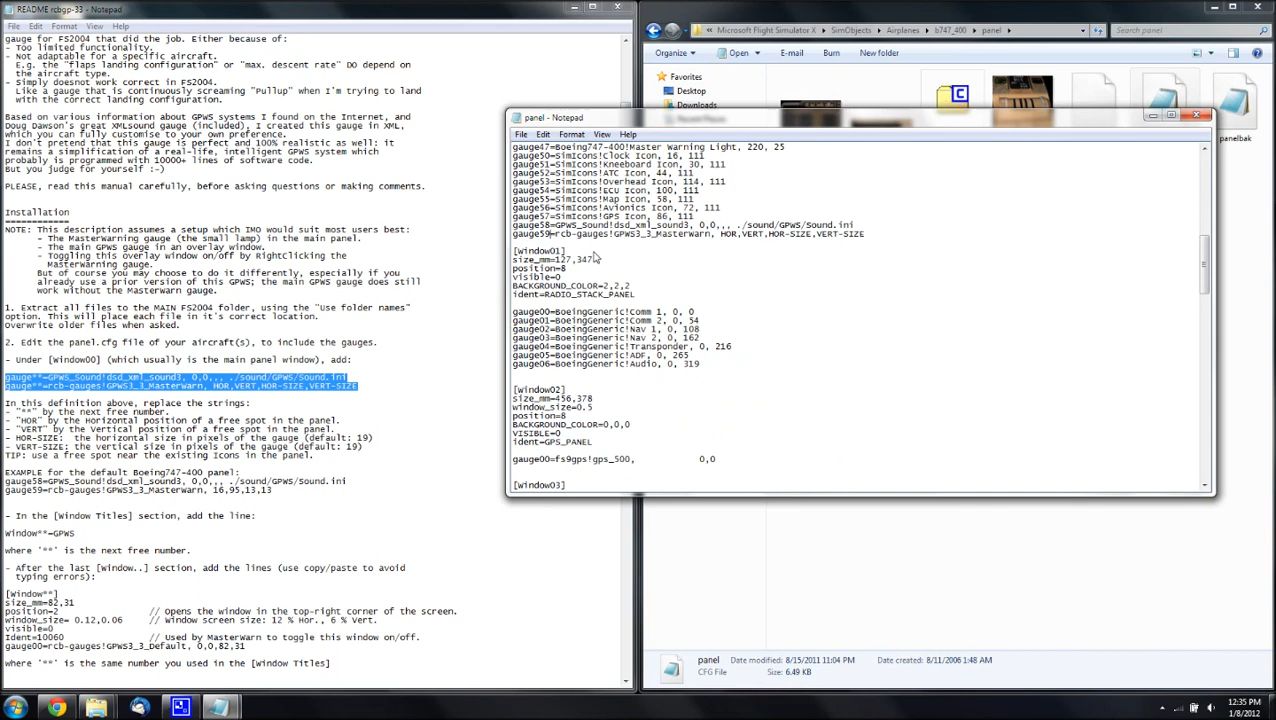 README rcbgp-33 - Notepad
File Edit Format View Help
gauge for FS2004 that did the job. Either because of:
- Too limited functionality.
- Not adaptable for a specific aircraft.
E.g. the "flaps landing configuration" or "max. descent rate" DO depend on
the aircraft type.
- Simply doesnot work correct in FS2004.
Like a gauge that is continuously screaming "Pullup" when I'm trying to land
with the correct landing configuration.
Based on various information about GPWS systems I found on the Internet, and
Doug Dawson's great XMLsound gauge (included), I created this gauge in XML,
which you can fully customise to your own preference.
I don't pretend that this gauge is perfect and 100% realistic as well: it
remains a simplification of a real-life, intelligent GPWS system which
probably is programmed with 10000+ lines of software code.
But you judge for yourself :-)
PLEASE, read this manual carefully, before asking questions or making comments.
Installation
============
NOTE: This description assumes a setup which IMO would suit most users best:
- The MasterWarning gauge (the small lamp) in the main panel.
- The main GPWS gauge in an overlay window.
- Toggling this overlay window on/off by RightClicking the
MasterWarning gauge.
But of course you may choose to do it differently, especially if you
already use a prior version of this GPWS; the main GPWS gauge does still
work without the MasterWarn gauge.
1. Extract all files to the MAIN FS2004 folder, using the "Use folder names"
option. This will place each file in it's correct location.
Overwrite older files when asked.
2. Edit the panel.cfg file of your aircraft(s), to include the gauges.
- Under [Window00] (which usually is the main panel window), add:
gauge**=GPWS_Sound!dsd_xml_sound3, 0,0,,, ./sound/GPWS/Sound.ini
gauge**=rcb-gauges!GPWS3_3_MasterWarn, HOR,VERT,HOR-SIZE,VERT-SIZE
In this definition above, replace the strings:
- "**" by the next free number.
- "HOR" by the Horizontal position of a free spot in the panel.
- "VERT" by the Vertical position of a free spot in the panel.
- HOR-SIZE: the horizontal size in pixels of the gauge (default: 19)
- VERT-SIZE: the vertical size in pixels of the gauge (default: 19)
TIP: use a free spot near the existing Icons in the panel.
EXAMPLE for the default Boeing747-400 panel:
gauge58=GPWS_Sound!dsd_xml_sound3, 0,0,,, ./sound/GPWS/Sound.ini
gauge59=rcb-gauges!GPWS3_3_MasterWarn, 16,95,13,13
- In the [Window Titles] section, add the line:
Window**=GPWS
where '**' is the next free number.
- After the last [Window..] section, add the lines (use copy/paste to avoid
typing errors):
[Window**]
size_mm=82,31
position=2 // Opens the window in the top-right corner of the screen.
window_size= 0.12,0.06 // Window screen size: 12 % Hor., 6 % Vert.
visible=0
Ident=10060 // Used by MasterWarn to toggle this window on/off.
gauge00=rcb-gauges!GPWS3_3_Default, 0,0,82,31
where '**' is the same number you used in the [Window Titles]
Microsoft Flight Simulator X SimObjects Airplanes b747_400 panel
Search panel
Organize Open E-mail Burn New folder
Favorites
Desktop
Downloads
panelbak
panel - Notepad
File Edit Format View Help
gauge47=Boeing747-400!Master Warning Light, 220, 25
gauge50=SimIcons!Clock Icon, 16, 111
gauge51=SimIcons!Kneeboard Icon, 30, 111
gauge52=SimIcons!ATC Icon, 44, 111
gauge53=SimIcons!Overhead Icon, 114, 111
gauge54=SimIcons!ECU Icon, 100, 111
gauge55=SimIcons!Map Icon, 58, 111
gauge56=SimIcons!Avionics Icon, 72, 111
gauge57=SimIcons!GPS Icon, 86, 111
gauge58=GPWS_Sound!dsd_xml_sound3, 0,0,,, ./sound/GPWS/Sound.ini
gauge59=rcb-gauges!GPWS3_3_MasterWarn, HOR,VERT,HOR-SIZE,VERT-SIZE
[Window01]
size_mm=127,347
position=8
visible=0
BACKGROUND_COLOR=2,2,2
ident=RADIO_STACK_PANEL
gauge00=BoeingGeneric!Comm 1, 0, 0
gauge01=BoeingGeneric!Comm 2, 0, 54
gauge02=BoeingGeneric!Nav 1, 0, 108
gauge03=BoeingGeneric!Nav 2, 0, 162
gauge04=BoeingGeneric!Transponder, 0, 216
gauge05=BoeingGeneric!ADF, 0, 265
gauge06=BoeingGeneric!Audio, 0, 319
[Window02]
size_mm=456,378
window_size=0.5
position=8
BACKGROUND_COLOR=0,0,0
VISIBLE=0
ident=GPS_PANEL
gauge00=fs9gps!gps_500, 0,0
[Window03]
panel Date modified: 8/15/2011 11:04 PM Date created: 8/11/2006 1:48 AM
CFG File Size: 6.49 KB
12:35 PM
1/8/2012